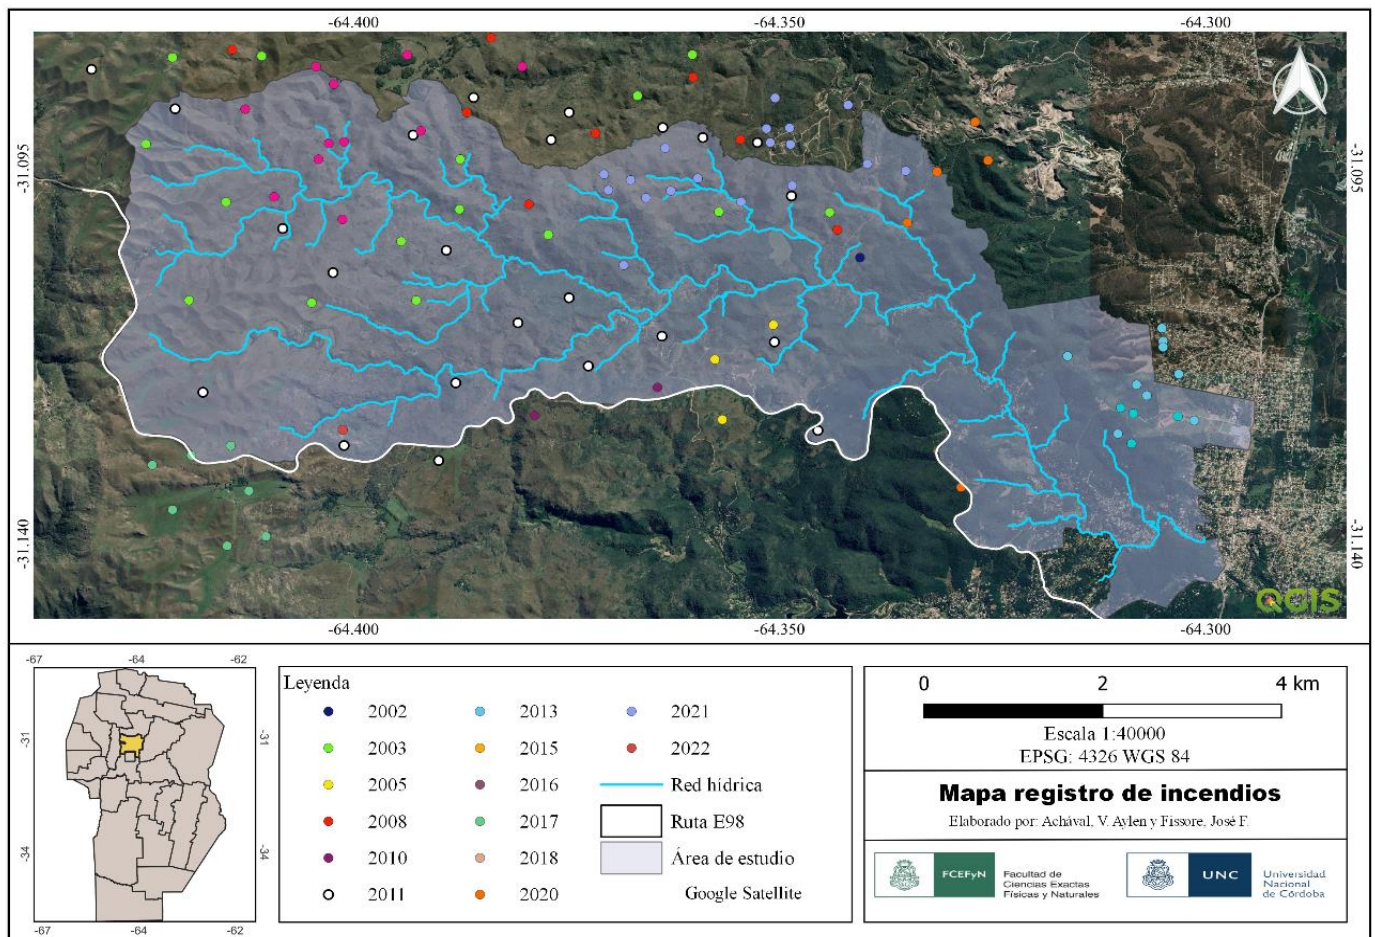 -64.400 -64.350 -64.300
-31.095 -31.095
-31.140 -31.140
QGIS
-64.400 -64.350 -64.300
-67 -64 -62
-31 -31
-34 -34
-67 -64 -62
Leyenda
2002 2013 2021
2003 2015 2022
2005 2016 Red hídrica
2008 2017 Ruta E98
2010 2018 Área de estudio
2011 2020 Google Satellite
0 2 4 km
Escala 1:40000
EPSG: 4326 WGS 84
Mapa registro de incendios
Elaborado por: Achával, V. Aylen y Fissore, José F.
FCEFyN
Facultad de
Ciencias Exactas
Físicas y Naturales
UNC
Universidad
Nacional
de Córdoba